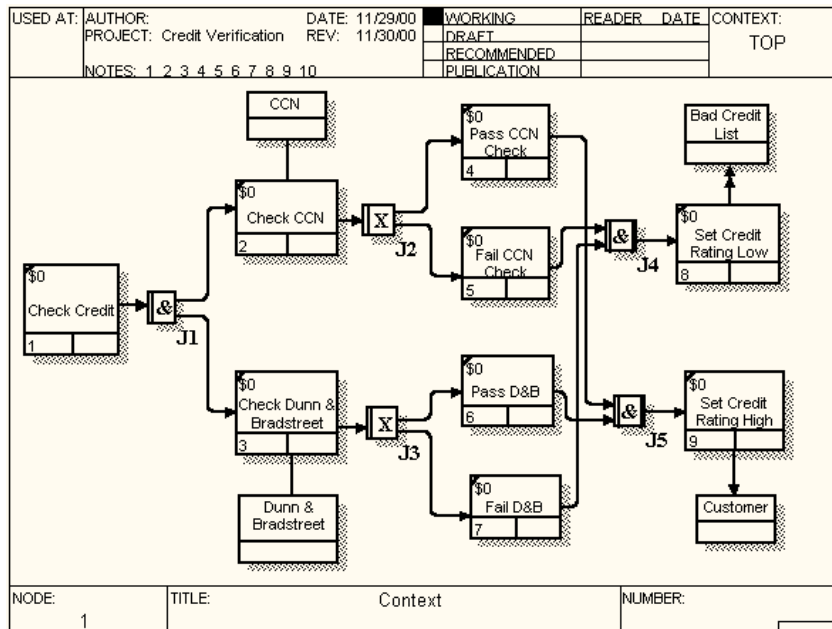 USED AT:
AUTHOR: DATE: 11/29/00
PROJECT: Credit Verification REV: 11/30/00
NOTES: 1 2 3 4 5 6 7 8 9 10
WORKING
DRAFT
RECOMMENDED
PUBLICATION
READER DATE
CONTEXT:
TOP
CCN
$0
Check Credit
1
&
J1
$0
Check CCN
2
X
J2
$0
Pass CCN
Check
4
$0
Fail CCN
Check
5
&
J4
Bad Credit
List
$0
Set Credit
Rating Low
8
$0
Check Dunn &
Bradstreet
3
Dunn &
Bradstreet
X
J3
$0
Pass D&B
6
$0
Fail D&B
7
&
J5
$0
Set Credit
Rating High
9
Customer
NODE:
1
TITLE:
Context
NUMBER: